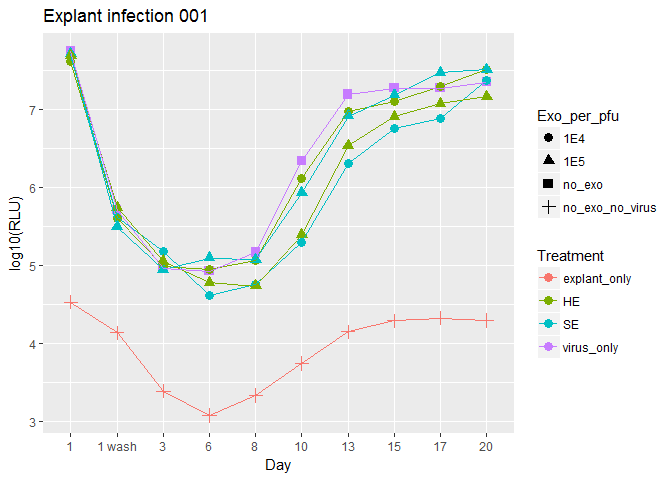 Explant infection 001
log10(RLU)
7
6
5
4
3
1 1 wash 3 6 8 10 13 15 17 20
Day
Exo_per_pfu
1E4
1E5
no_exo
no_exo_no_virus
Treatment
explant_only
HE
SE
virus_only